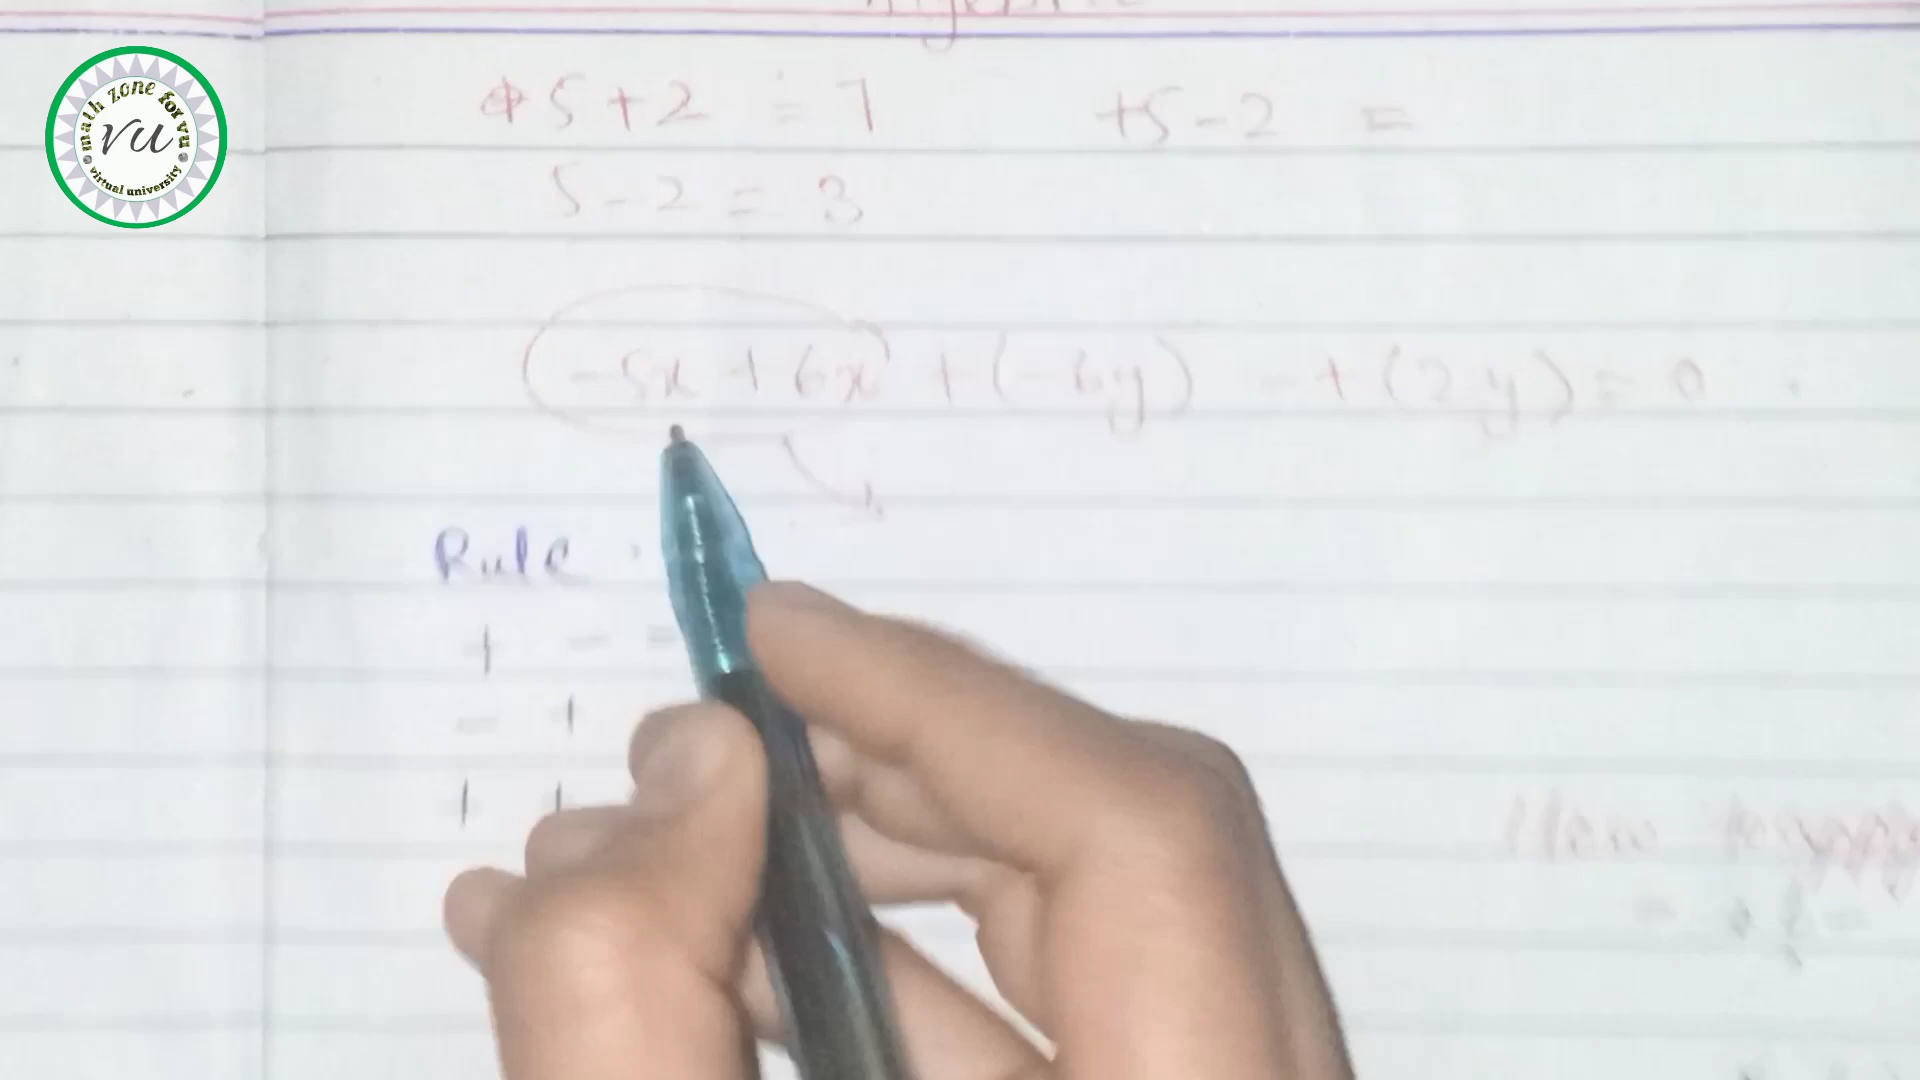 math zone for vu
vu
virtual university
+5 + 2 = 7 +5 - 2 =
5 - 2 = 3
(-5x + 6x) + (-6y) - + (2y) = 0
Rule :
+ - =
- +
+ +